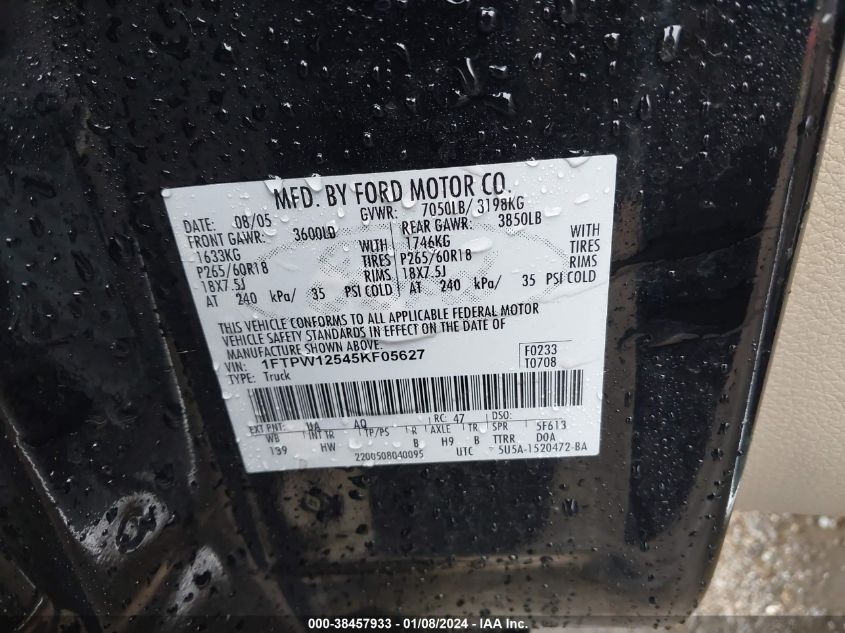 MFD. BY FORD MOTOR CO.
DATE: 08/05 GVWR: 7050LB/ 3198KG
FRONT GAWR: 3600LB REAR GAWR: 3850LB
1633KG WITH 1746KG WITH
P265/60R18 TIRES P265/60R18 TIRES
18X7.5J RIMS 18X7.5J RIMS
AT 240 kPa/ 35 PSI COLD AT 240 kPa/ 35 PSI COLD
THIS VEHICLE CONFORMS TO ALL APPLICABLE FEDERAL MOTOR
VEHICLE SAFETY STANDARDS IN EFFECT ON THE DATE OF
MANUFACTURE SHOWN ABOVE.
VIN: 1FTPW12545KF05627 F0233
TYPE: Truck T0708
EXT PNT: UA AQ RC: 47 DSO:
WB INT TR TP/PS R AXLE TR SPR 5F613
139 HW B H9 B TTRR DOA
2200508040095 UTC 5U5A-1520472-BA
000-38457933 - 01/08/2024 - IAA Inc.